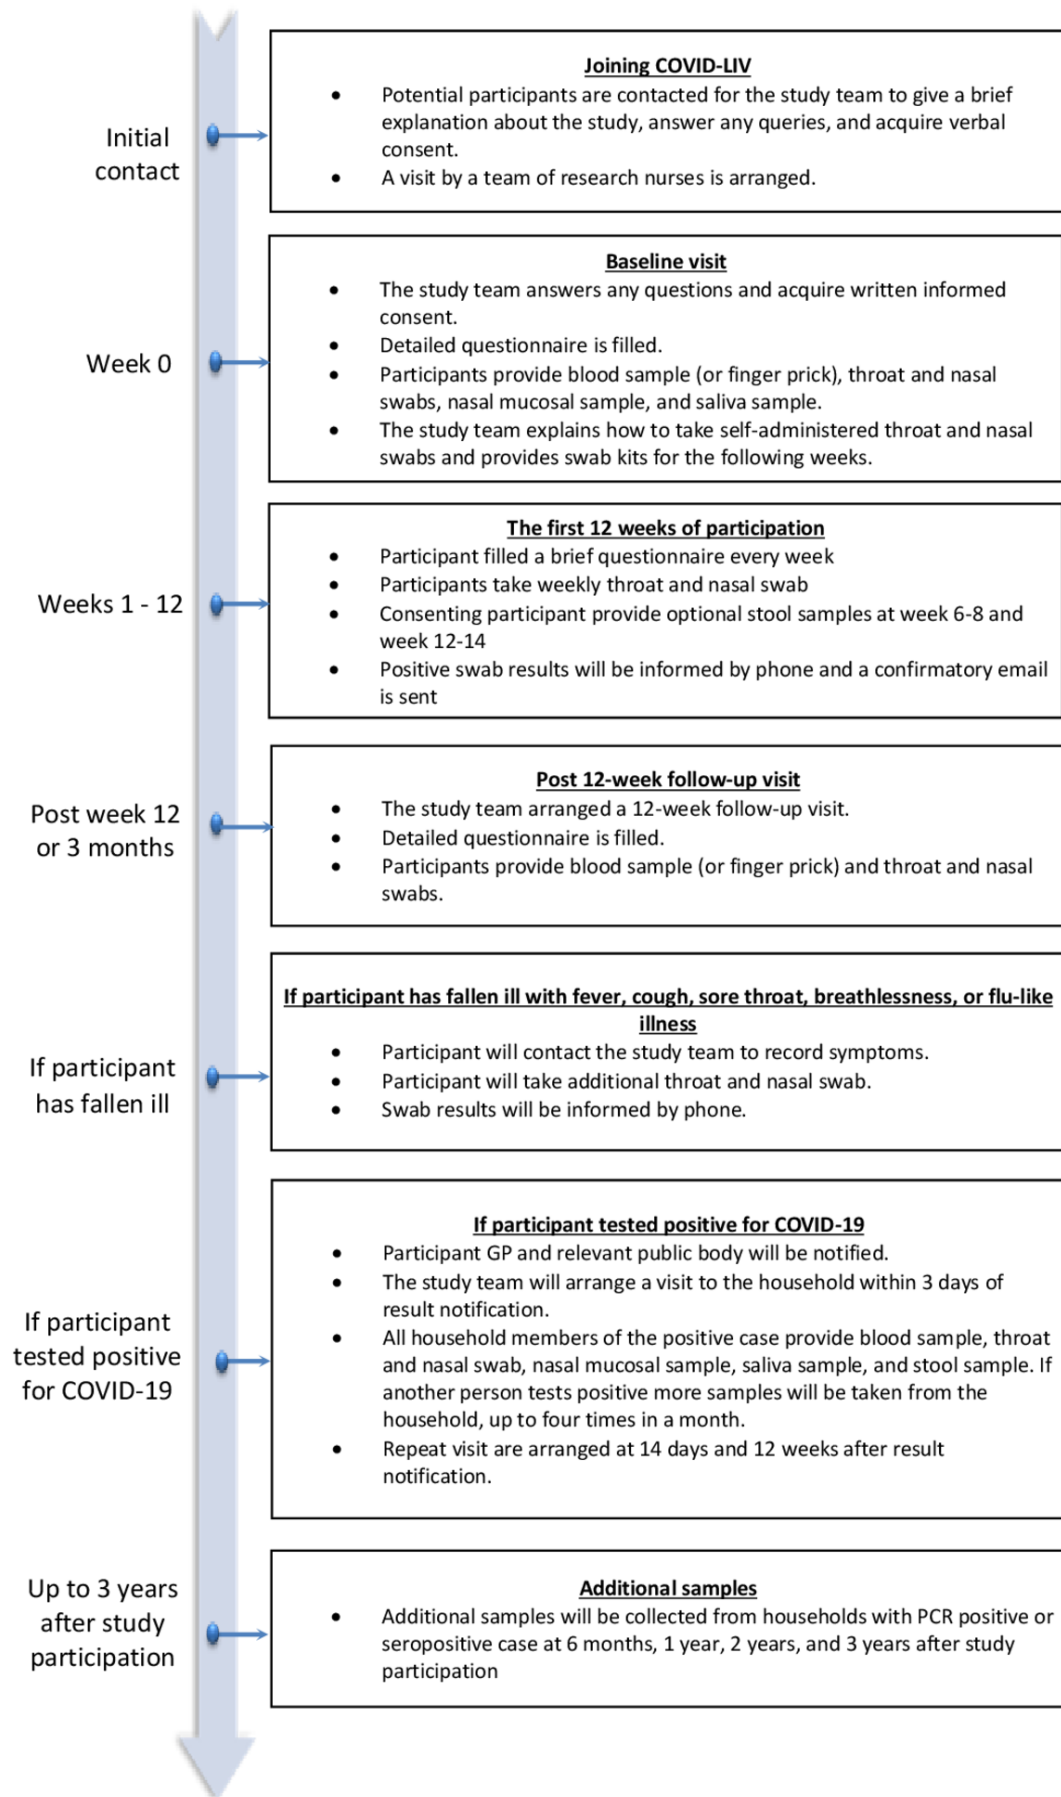 Initial
contact
Joining COVID-LIV
• Potential participants are contacted for the study team to give a brief
explanation about the study, answer any queries, and acquire verbal
consent.
• A visit by a team of research nurses is arranged.
Week 0
Baseline visit
• The study team answers any questions and acquire written informed
consent.
• Detailed questionnaire is filled.
• Participants provide blood sample (or finger prick), throat and nasal
swabs, nasal mucosal sample, and saliva sample.
• The study team explains how to take self-administered throat and nasal
swabs and provides swab kits for the following weeks.
Weeks 1 - 12
The first 12 weeks of participation
• Participant filled a brief questionnaire every week
• Participants take weekly throat and nasal swab
• Consenting participant provide optional stool samples at week 6-8 and
week 12-14
• Positive swab results will be informed by phone and a confirmatory email
is sent
Post week 12
or 3 months
Post 12-week follow-up visit
• The study team arranged a 12-week follow-up visit.
• Detailed questionnaire is filled.
• Participants provide blood sample (or finger prick) and throat and nasal
swabs.
If participant
has fallen ill
If participant has fallen ill with fever, cough, sore throat, breathlessness, or flu-like
illness
• Participant will contact the study team to record symptoms.
• Participant will take additional throat and nasal swab.
• Swab results will be informed by phone.
If participant
tested positive
for COVID-19
If participant tested positive for COVID-19
• Participant GP and relevant public body will be notified.
• The study team will arrange a visit to the household within 3 days of
result notification.
• All household members of the positive case provide blood sample, throat
and nasal swab, nasal mucosal sample, saliva sample, and stool sample. If
another person tests positive more samples will be taken from the
household, up to four times in a month.
• Repeat visit are arranged at 14 days and 12 weeks after result
notification.
Up to 3 years
after study
participation
Additional samples
• Additional samples will be collected from households with PCR positive or
seropositive case at 6 months, 1 year, 2 years, and 3 years after study
participation